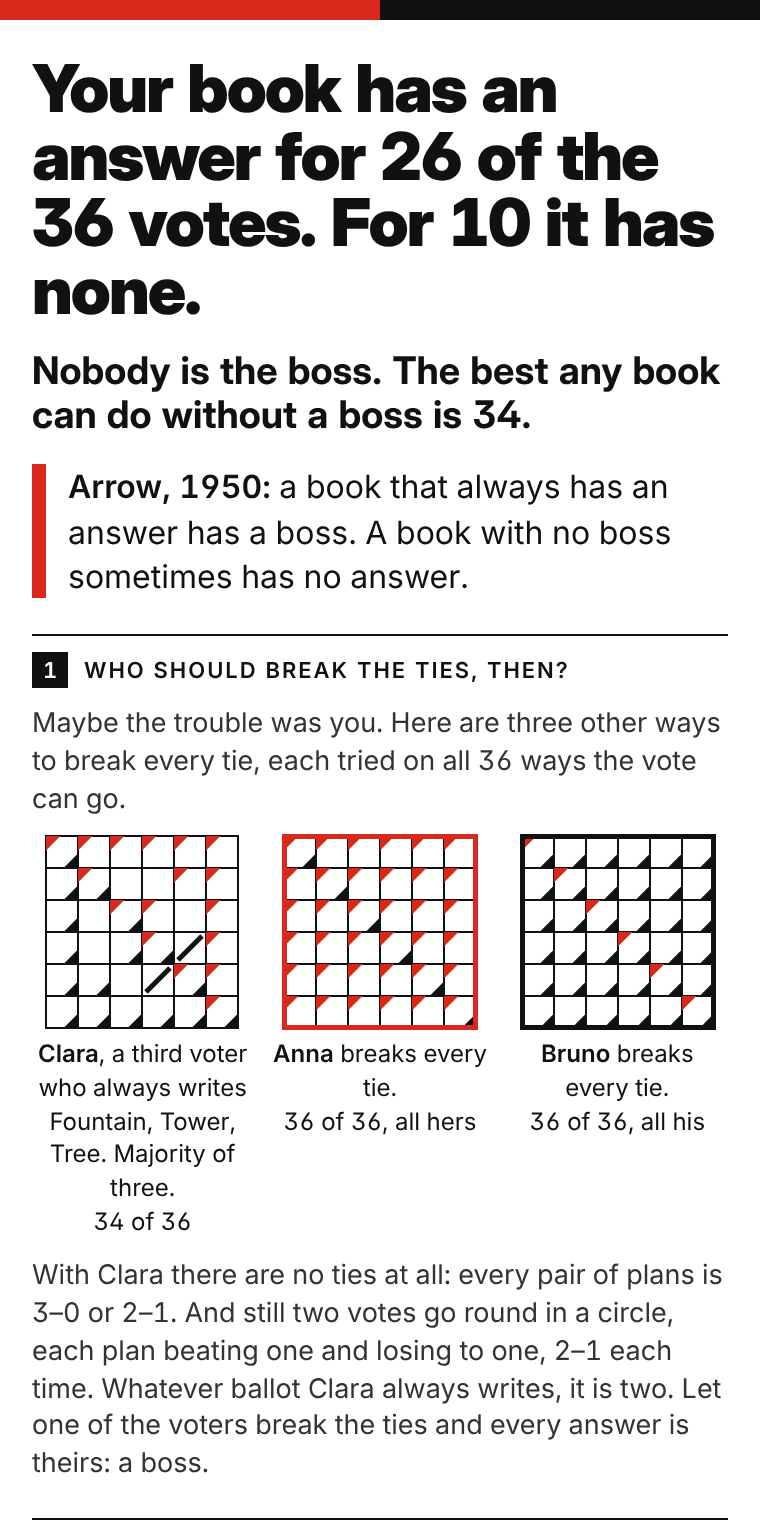 Your book has an
answer for 26 of the
36 votes. For 10 it has
none.
Nobody is the boss. The best any book
can do without a boss is 34.
Arrow, 1950: a book that always has an
answer has a boss. A book with no boss
sometimes has no answer.
1 WHO SHOULD BREAK THE TIES, THEN?
Maybe the trouble was you. Here are three other ways
to break every tie, each tried on all 36 ways the vote
can go.
Clara, a third voter
who always writes
Fountain, Tower,
Tree. Majority of
three.
34 of 36
Anna breaks every
tie.
36 of 36, all hers
Bruno breaks
every tie.
36 of 36, all his
With Clara there are no ties at all: every pair of plans is
3–0 or 2–1. And still two votes go round in a circle,
each plan beating one and losing to one, 2–1 each
time. Whatever ballot Clara always writes, it is two. Let
one of the voters break the ties and every answer is
theirs: a boss.